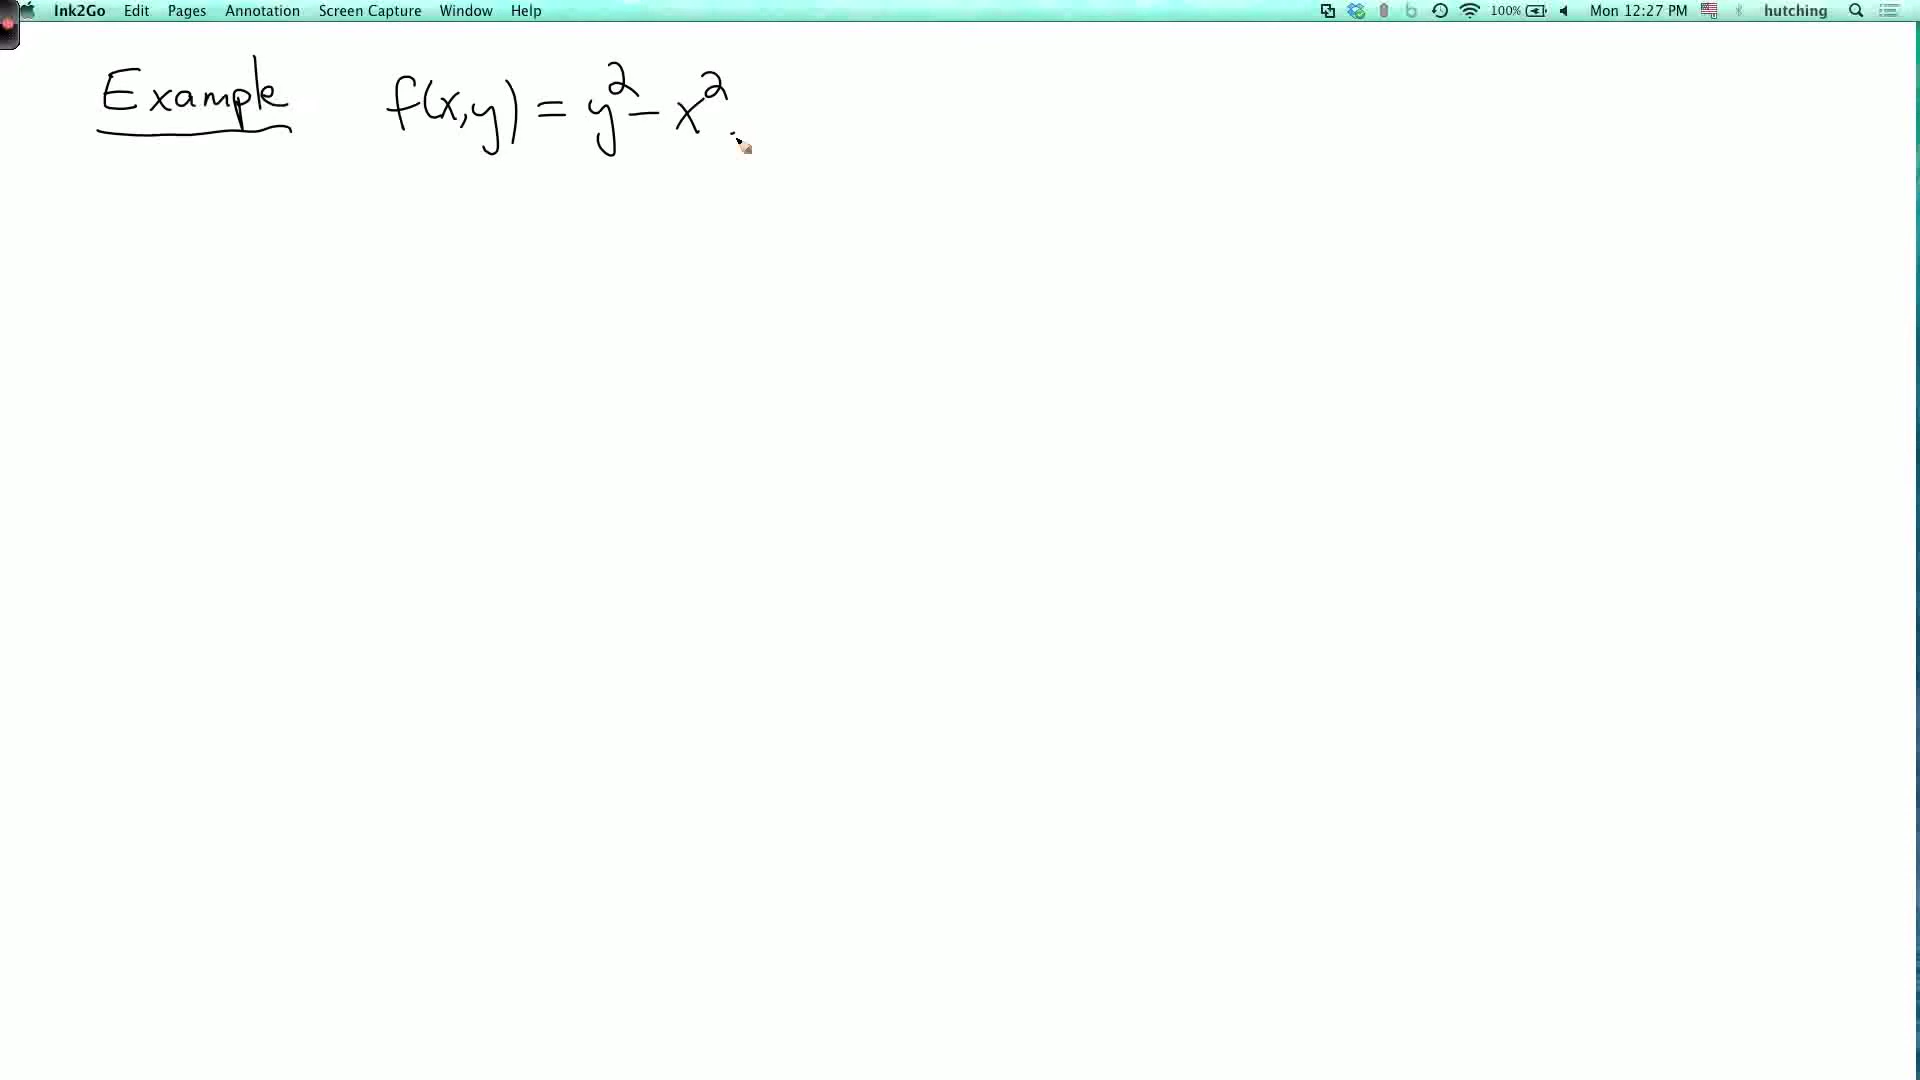 Ink2Go Edit Pages Annotation Screen Capture Window Help 100% Mon 12:27 PM hutching
Example f(x,y) = y² – x².